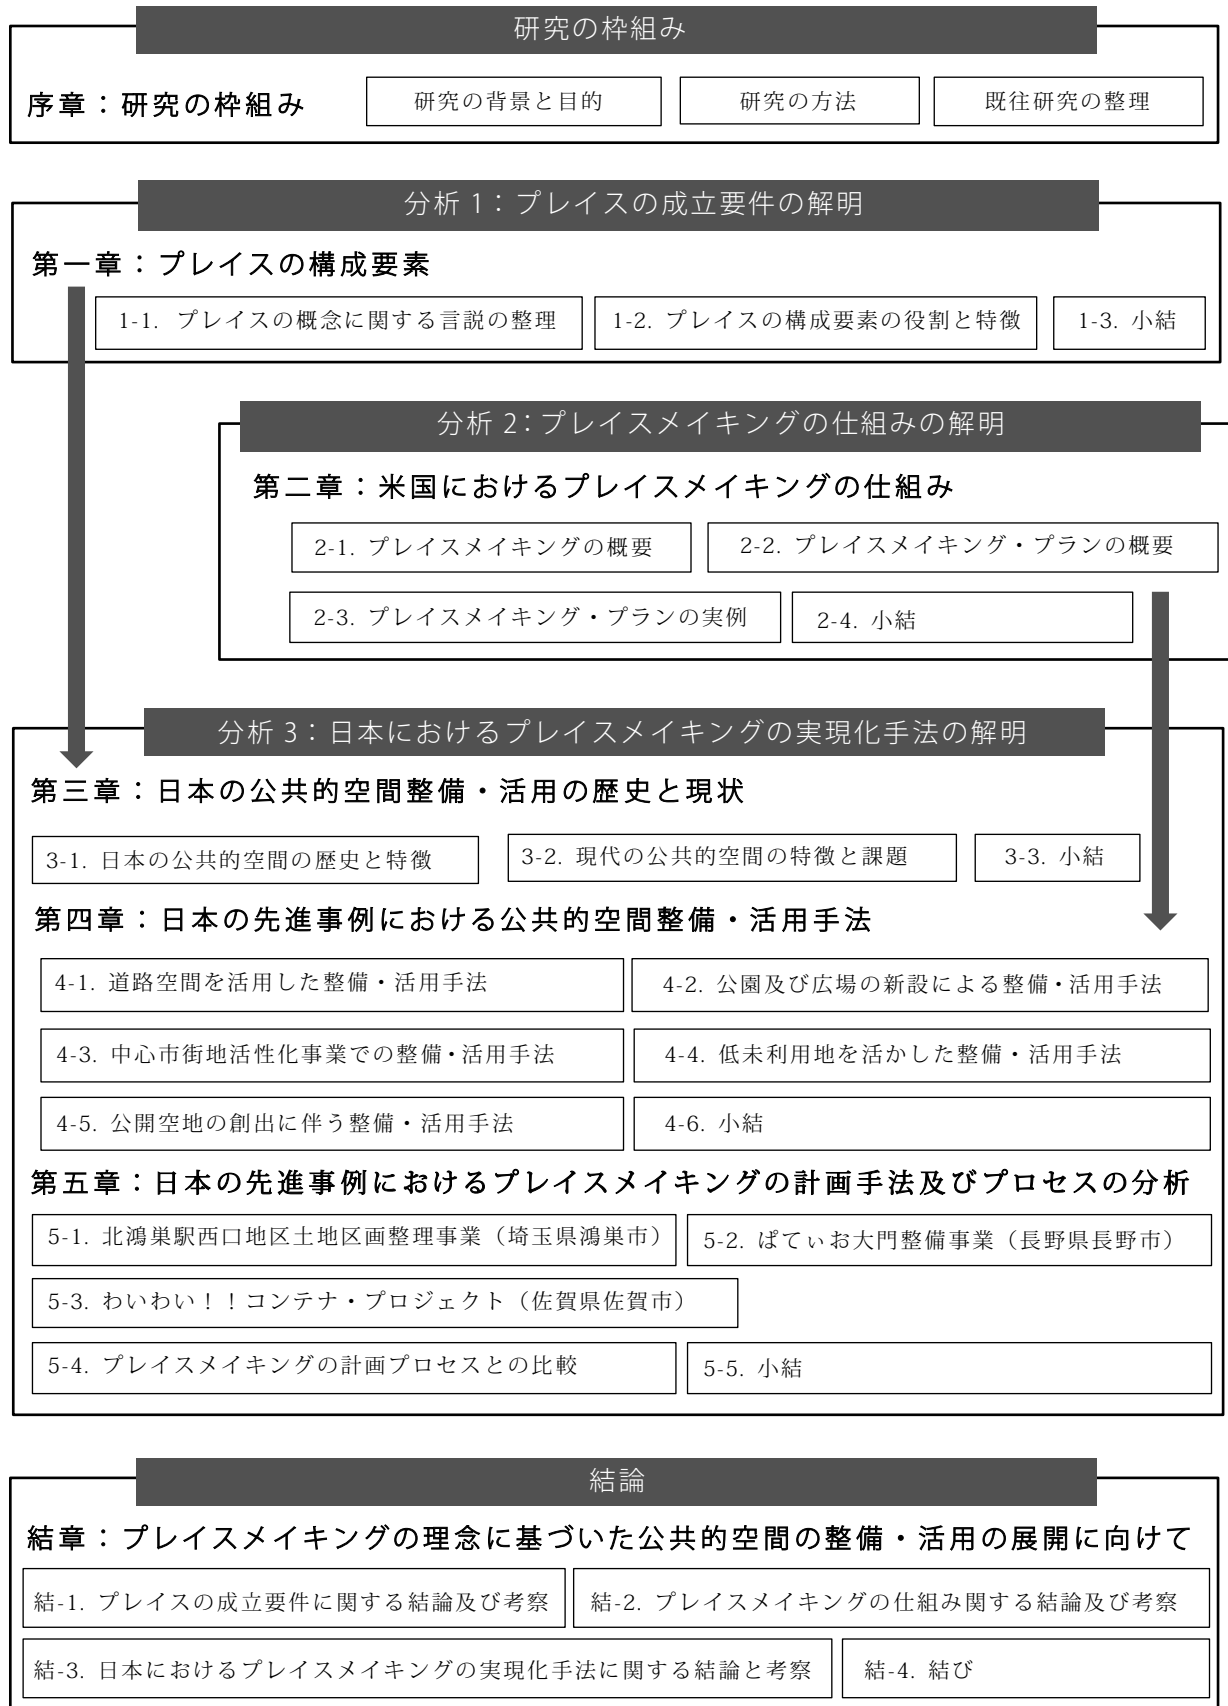 研究の枠組み
序章：研究の枠組み
研究の背景と目的
研究の方法
既往研究の整理
分析 1：プレイスの成立要件の解明
第一章：プレイスの構成要素
1-1. プレイスの概念に関する言説の整理
1-2. プレイスの構成要素の役割と特徴
1-3. 小結
分析 2：プレイスメイキングの仕組みの解明
第二章：米国におけるプレイスメイキングの仕組み
2-1. プレイスメイキングの概要
2-2. プレイスメイキング・プランの概要
2-3. プレイスメイキング・プランの実例
2-4. 小結
分析 3：日本におけるプレイスメイキングの実現化手法の解明
第三章：日本の公共的空間整備・活用の歴史と現状
3-1. 日本の公共的空間の歴史と特徴
3-2. 現代の公共的空間の特徴と課題
3-3. 小結
第四章：日本の先進事例における公共的空間整備・活用手法
4-1. 道路空間を活用した整備・活用手法
4-2. 公園及び広場の新設による整備・活用手法
4-3. 中心市街地活性化事業での整備・活用手法
4-4. 低未利用地を活かした整備・活用手法
4-5. 公開空地の創出に伴う整備・活用手法
4-6. 小結
第五章：日本の先進事例におけるプレイスメイキングの計画手法及びプロセスの分析
5-1. 北鴻巣駅西口地区土地区画整理事業（埼玉県鴻巣市）
5-2. ぱてぃお大門整備事業（長野県長野市）
5-3. わいわい！！コンテナ・プロジェクト（佐賀県佐賀市）
5-4. プレイスメイキングの計画プロセスとの比較
5-5. 小結
結論
結章：プレイスメイキングの理念に基づいた公共的空間の整備・活用の展開に向けて
結-1. プレイスの成立要件に関する結論及び考察
結-2. プレイスメイキングの仕組み関する結論及び考察
結-3. 日本におけるプレイスメイキングの実現化手法に関する結論と考察
結-4. 結び